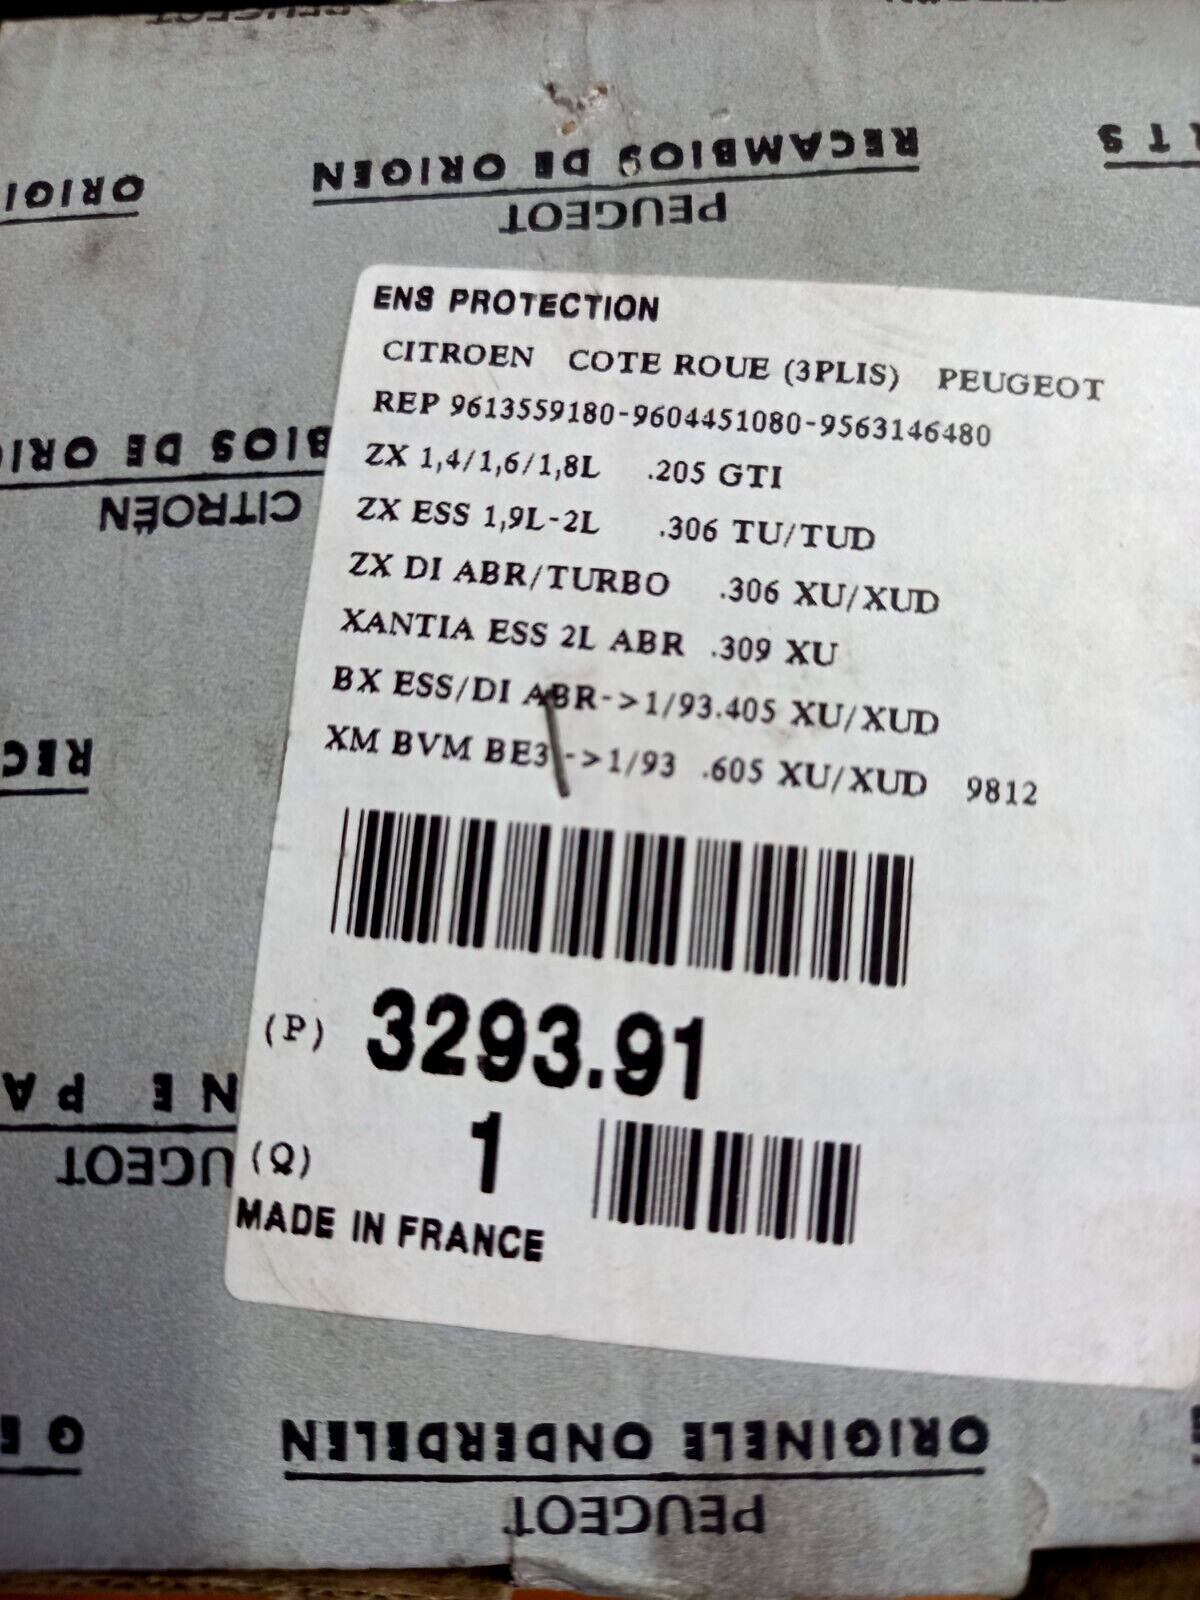 PEUGEOT
RECAMBIOS DE ORIGEN
PEUGEOT
ENS PROTECTION
CITROEN COTE ROUE (3PLIS) PEUGEOT
REP 9613559180-9604451080-9563146480
ZX 1,4/1,6/1,8L .205 GTI
ZX ESS 1,9L-2L .306 TU/TUD
ZX DI ABR/TURBO .306 XU/XUD
XANTIA ESS 2L ABR .309 XU
BX ESS/DI ABR->1/93.405 XU/XUD
XM BVM BE3 ->1/93 .605 XU/XUD 9812
CITROËN
(P) 3293.91
(Q) 1
MADE IN FRANCE
ORIGINELE ONDERDELEN
PEUGEOT